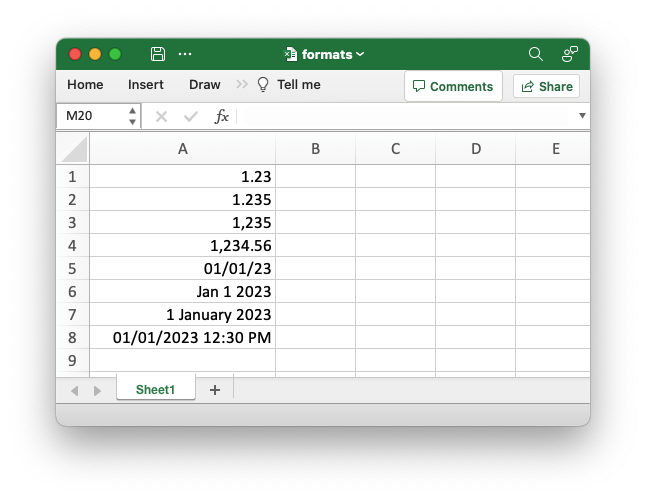 formats
Home Insert Draw Tell me Comments Share
M20 fx
A B C D E
1 1.23
2 1.235
3 1,235
4 1,234.56
5 01/01/23
6 Jan 1 2023
7 1 January 2023
8 01/01/2023 12:30 PM
9
Sheet1 +